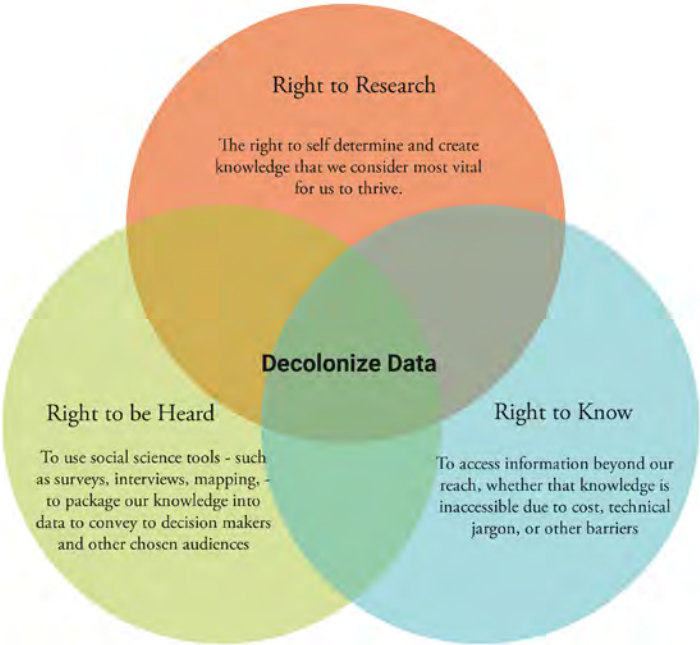 Right to Research
The right to self determine and create
knowledge that we consider most vital
for us to thrive.
Decolonize Data
Right to be Heard
To use social science tools - such
as surveys, interviews, mapping, -
to package our knowledge into
data to convey to decision makers
and other chosen audiences
Right to Know
To access information beyond our
reach, whether that knowledge is
inaccessible due to cost, technical
jargon, or other barriers